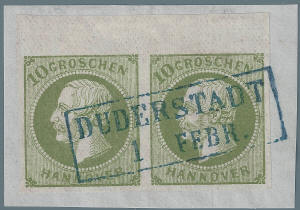 10 GROSCHEN 10 GROSCHEN
DUDERSTADT
1 FEBR.
HANNOVER HANNOVER